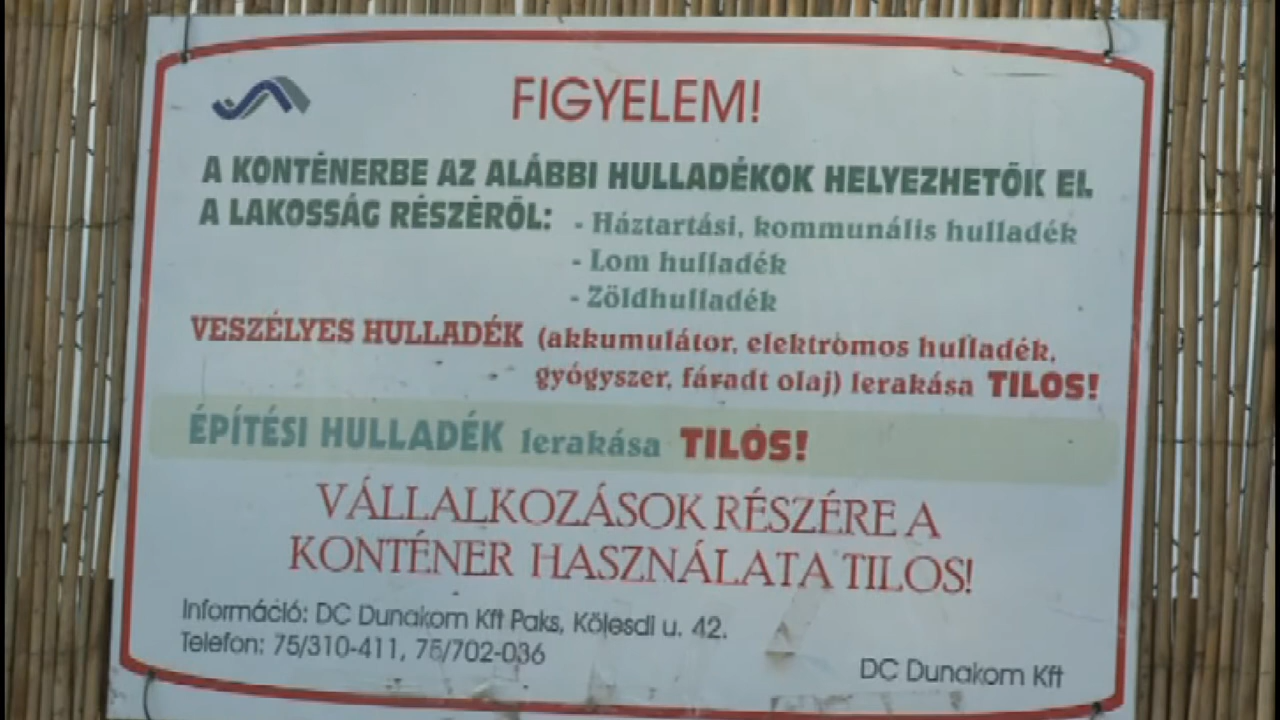 FIGYELEM!
A KONTÉNERBE AZ ALÁBBI HULLADÉKOK HELYEZHETŐK EL
A LAKOSSÁG RÉSZÉRŐL: - Háztartási, kommunális hulladék
- Lom hulladék
- Zöldhulladék
VESZÉLYES HULLADÉK (akkumulátor, elektromos hulladék,
gyógyszer, fáradt olaj) lerakása TILOS!
ÉPÍTÉSI HULLADÉK lerakása TILOS!
VÁLLALKOZÁSOK RÉSZÉRE A
KONTÉNER HASZNÁLATA TILOS!
Információ: DC Dunakom Kft Paks, Kölesdi u. 42.
Telefon: 75/310-411, 75/702-036
DC Dunakom Kft